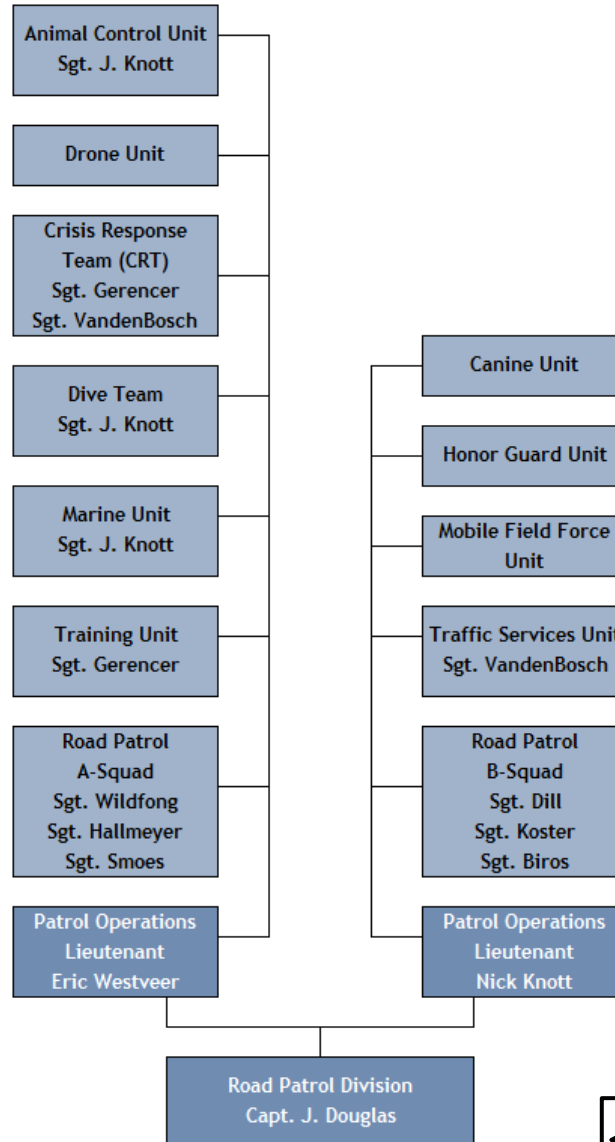 Animal Control Unit
Sgt. J. Knott
Drone Unit
Crisis Response
Team (CRT)
Sgt. Gerencer
Sgt. VandenBosch
Dive Team
Sgt. J. Knott
Marine Unit
Sgt. J. Knott
Training Unit
Sgt. Gerencer
Road Patrol
A-Squad
Sgt. Wildfong
Sgt. Hallmeyer
Sgt. Smoes
Patrol Operations
Lieutenant
Eric Westveer
Canine Unit
Honor Guard Unit
Mobile Field Force
Unit
Traffic Services Unit
Sgt. VandenBosch
Road Patrol
B-Squad
Sgt. Dill
Sgt. Koster
Sgt. Biros
Patrol Operations
Lieutenant
Nick Knott
Road Patrol Division
Capt. J. Douglas